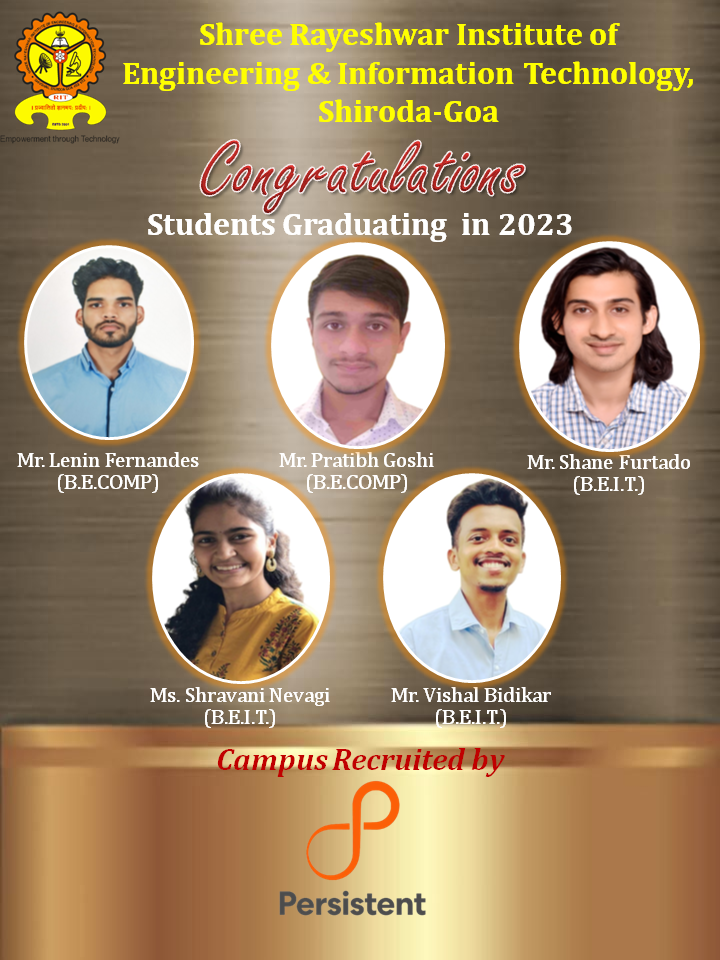 Shree Rayeshwar Institute of
Engineering & Information Technology,
Shiroda-Goa
RIT
Empowerment through Technology
Congratulations
Students Graduating in 2023
Mr. Lenin Fernandes
(B.E.COMP)
Mr. Pratibh Goshi
(B.E.COMP)
Mr. Shane Furtado
(B.E.I.T.)
Ms. Shravani Nevagi
(B.E.I.T.)
Mr. Vishal Bidikar
(B.E.I.T.)
Campus Recruited by
Persistent